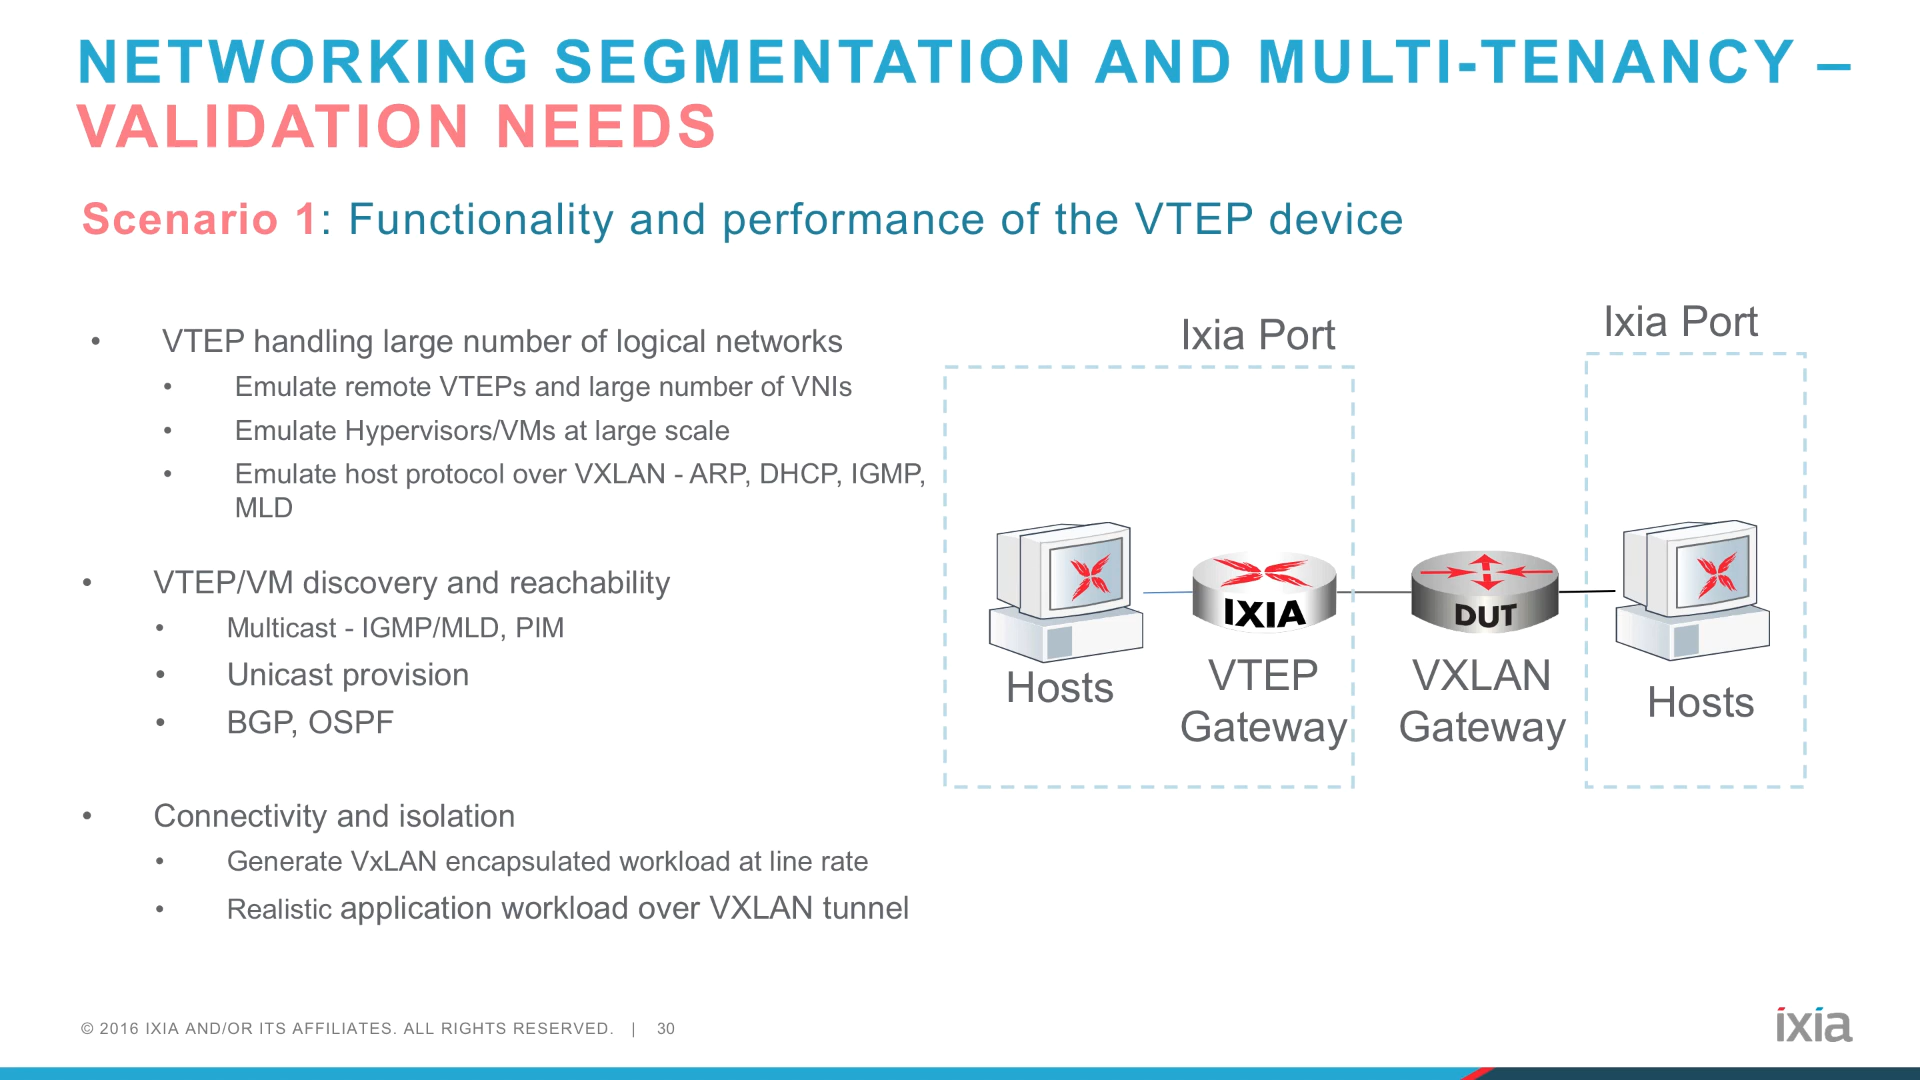 NETWORKING SEGMENTATION AND MULTI-TENANCY –
VALIDATION NEEDS
Scenario 1: Functionality and performance of the VTEP device
• VTEP handling large number of logical networks
• Emulate remote VTEPs and large number of VNIs
• Emulate Hypervisors/VMs at large scale
• Emulate host protocol over VXLAN - ARP, DHCP, IGMP,
MLD
• VTEP/VM discovery and reachability
• Multicast - IGMP/MLD, PIM
• Unicast provision
• BGP, OSPF
• Connectivity and isolation
• Generate VxLAN encapsulated workload at line rate
• Realistic application workload over VXLAN tunnel
Ixia Port
Ixia Port
IXIA
DUT
Hosts
VTEP
Gateway
VXLAN
Gateway
Hosts
© 2016 IXIA AND/OR ITS AFFILIATES. ALL RIGHTS RESERVED. | 30
ixia